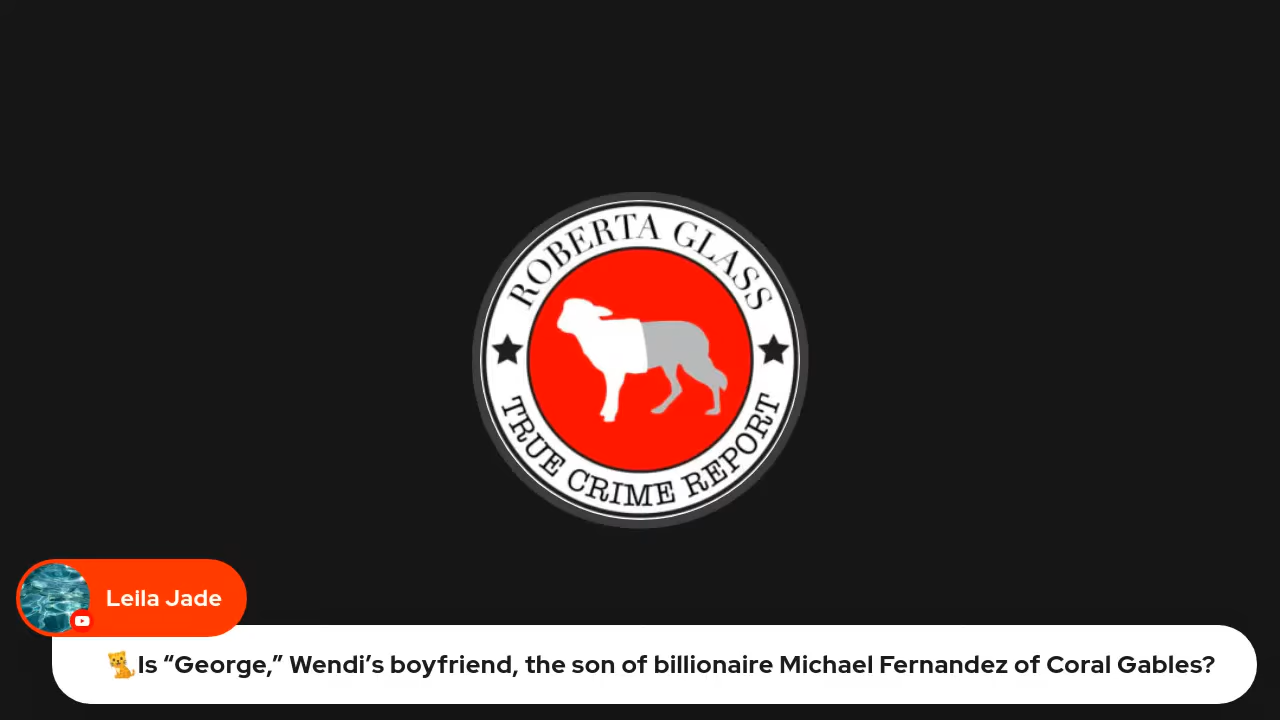 ROBERTA GLASS
TRUE CRIME REPORT
Leila Jade
🐱Is “George,” Wendi’s boyfriend, the son of billionaire Michael Fernandez of Coral Gables?